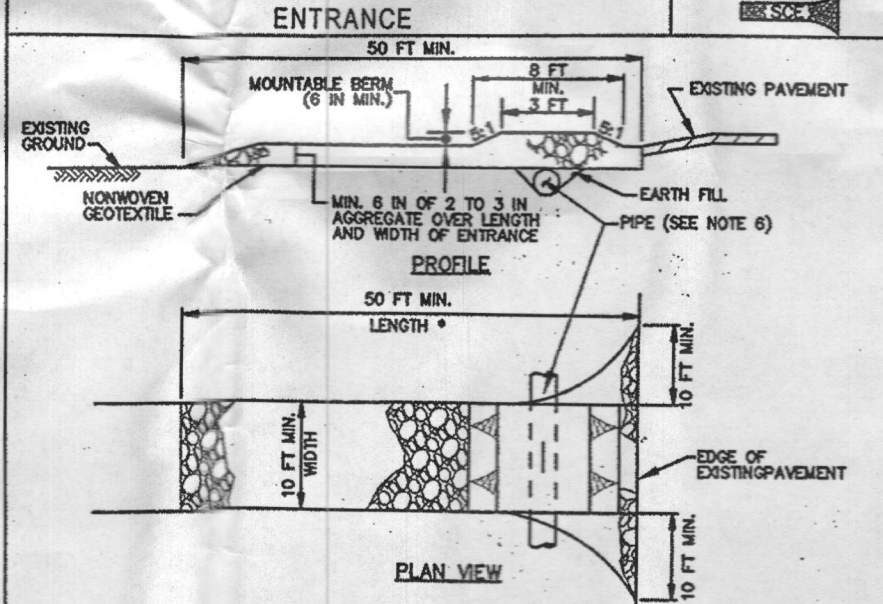 ENTRANCE
SCE
50 FT MIN.
8 FT
MIN.
3 FT
MOUNTABLE BERM
(6 IN MIN.)
5:1
5:1
EXISTING PAVEMENT
EXISTING
GROUND
NONWOVEN
GEOTEXTILE
MIN. 6 IN OF 2 TO 3 IN
AGGREGATE OVER LENGTH
AND WIDTH OF ENTRANCE
EARTH FILL
PIPE (SEE NOTE 6)
PROFILE
50 FT MIN.
LENGTH *
10 FT MIN.
10 FT MIN.
WIDTH
EDGE OF
EXISTINGPAVEMENT
10 FT MIN.
PLAN VIEW